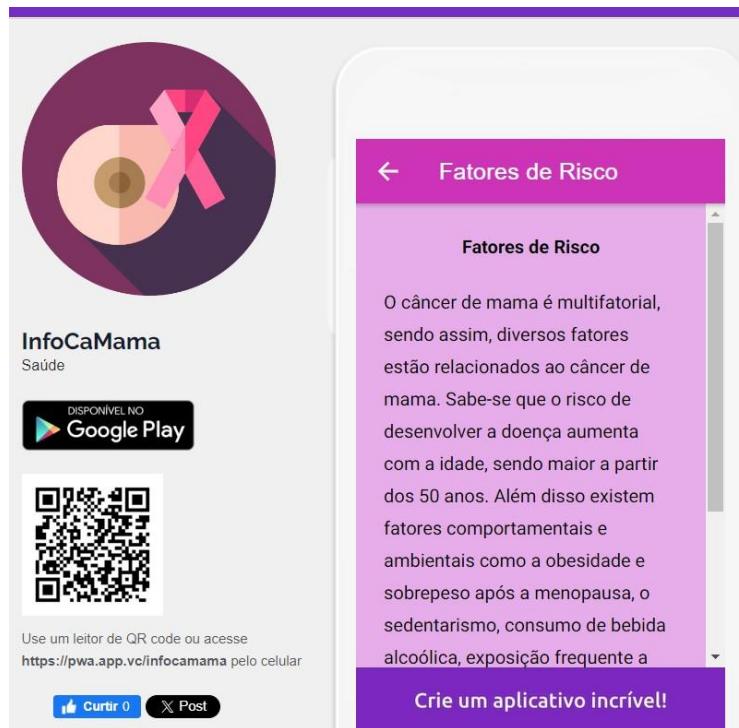 InfoCaMama
Saúde
DISPONÍVEL NO
Google Play
Use um leitor de QR code ou acesse
https://pwa.app.vc/infocamama pelo celular
Curtir 0
X Post
Fatores de Risco
Fatores de Risco
O câncer de mama é multifatorial,
sendo assim, diversos fatores
estão relacionados ao câncer de
mama. Sabe-se que o risco de
desenvolver a doença aumenta
com a idade, sendo maior a partir
dos 50 anos. Além disso existem
fatores comportamentais e
ambientais como a obesidade e
sobrepeso após a menopausa, o
sedentarismo, consumo de bebida
alcoólica, exposição frequente a
Crie um aplicativo incrível!